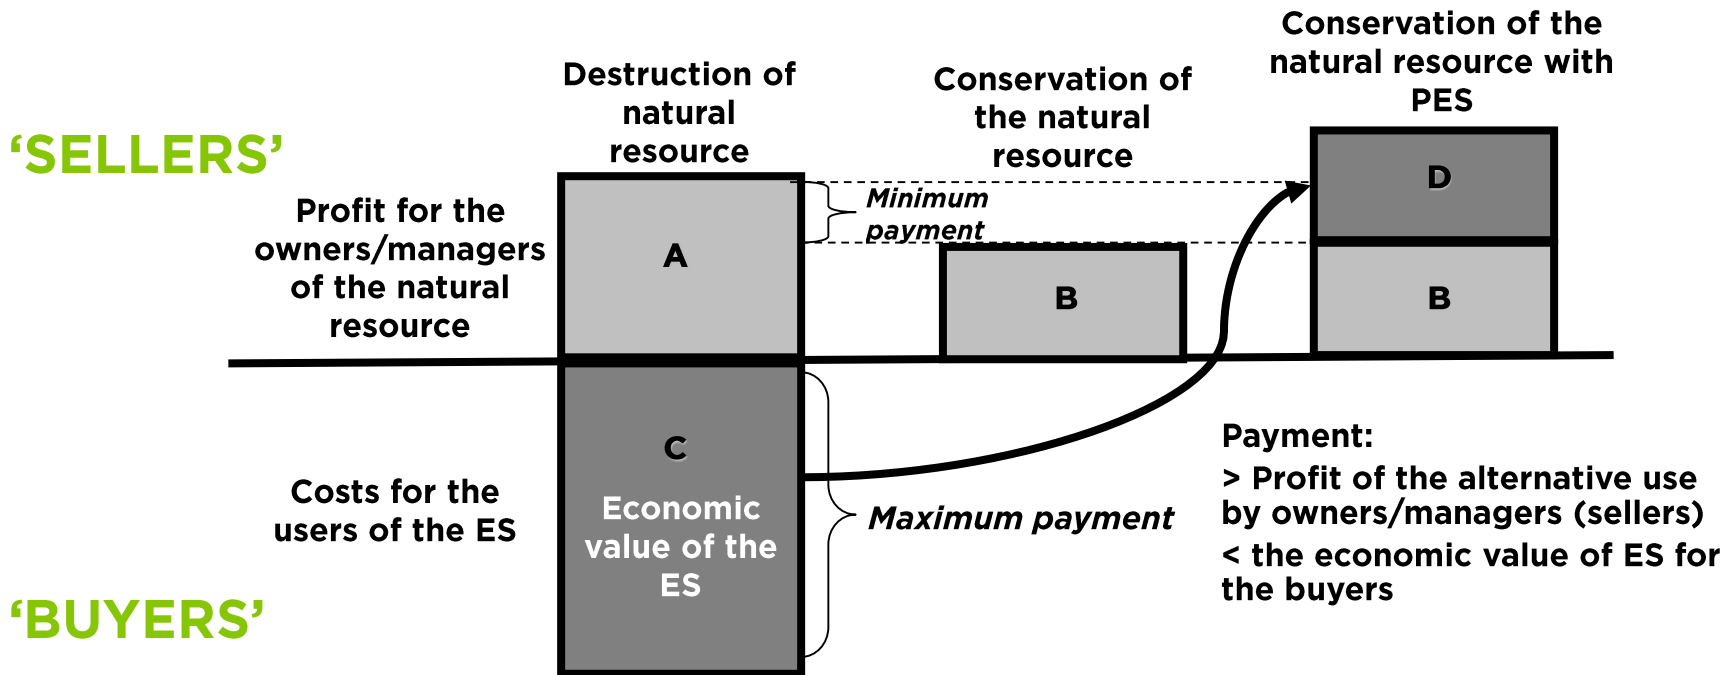 Conservation of the
natural resource with
PES
Destruction of
natural
resource
Conservation of
the natural
resource
‘SELLERS’
Profit for the
owners/managers
of the natural
resource
A
Minimum
payment
B
D
B
Costs for the
users of the ES
C
Economic
value of the
ES
Maximum payment
Payment:
> Profit of the alternative use
by owners/managers (sellers)
< the economic value of ES for
the buyers
‘BUYERS’